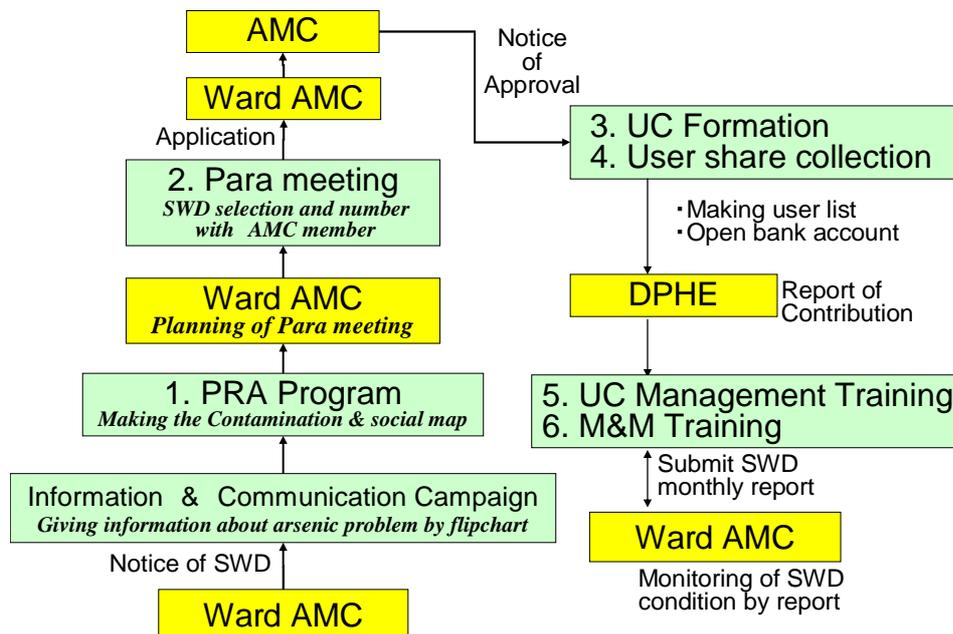 AMC
Notice
of
Approval
Ward AMC
Application
3. UC Formation
4. User share collection
2. Para meeting
SWD selection and number
with AMC member
・Making user list
・Open bank account
Ward AMC
Planning of Para meeting
DPHE
Report of
Contribution
1. PRA Program
Making the Contamination & social map
5. UC Management Training
6. M&M Training
Submit SWD
monthly report
Information & Communication Campaign
Giving information about arsenic problem by flipchart
Ward AMC
Notice of SWD
Monitoring of SWD
condition by report
Ward AMC